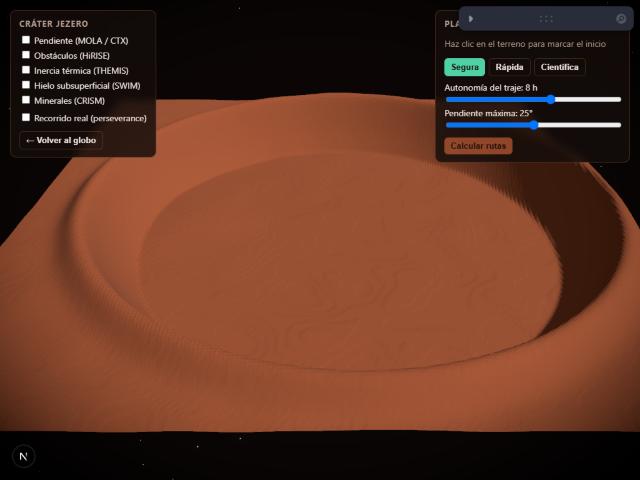 CRÁTER JEZERO
Pendiente (MOLA / CTX)
Obstáculos (HiRISE)
Inercia térmica (THEMIS)
Hielo subsuperficial (SWIM)
Minerales (CRISM)
Recorrido real (perseverance)
← Volver al globo
Haz clic en el terreno para marcar el inicio
Segura Rápida Científica
Autonomía del traje: 8 h
Pendiente máxima: 25°
Calcular rutas
N